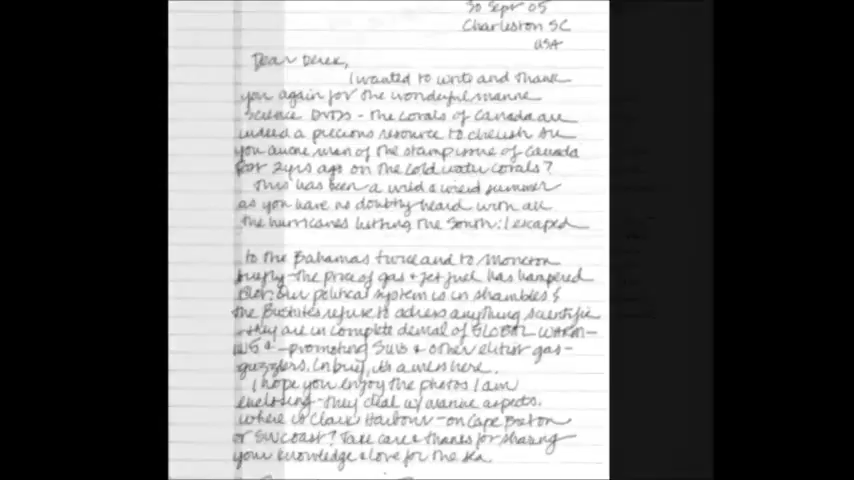 30 Sept 05
Charleston SC
USA
Dear Derek,
I wanted to write and thank
you again for the wonderful marine
science DVDs - the corals of Canada are
indeed a precious resource to cherish. Are
you aware of the stamp issue of Canada
Post 2yrs ago on the cold water corals?
This has been a wild & wierd summer
as you have no doubtly heard with all
the hurricanes hitting the South: I escaped
to the Bahamas twice and to Moncton
briefly - the price of gas & jet fuel has hampered
our political system is in shambles &
the Bushites refuse to adress anything scientific
- they are in complete denial of GLOBAL WARM-
ING & - promoting SUVs & other elitist gas-
guzzlers. In brief, its a mess here.
I hope you enjoy the photos I am
enclosing - they deal w/ marine aspects.
Where is Clark's Harbour - on Cape Breton
or SW coast? Take care & thanks for sharing
your knowledge & love for the sea.